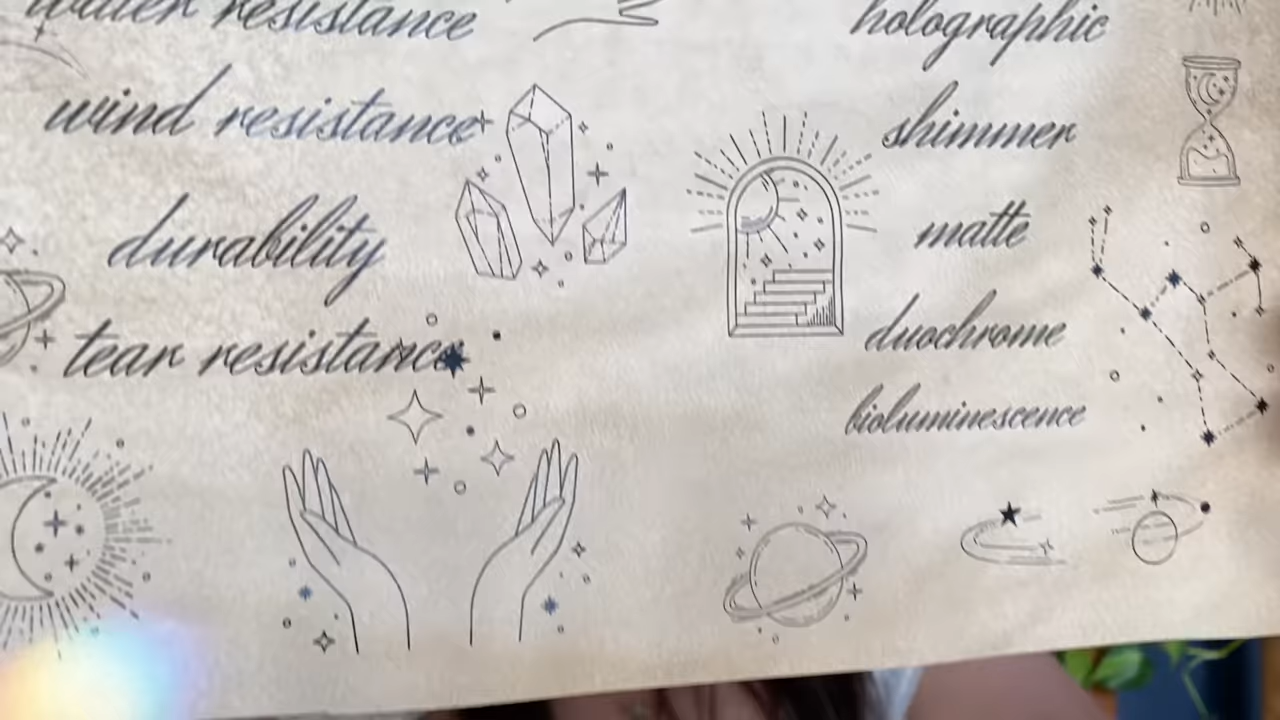 water resistance
wind resistance
durability
tear resistance
holographic
shimmer
matte
duochrome
bioluminescence